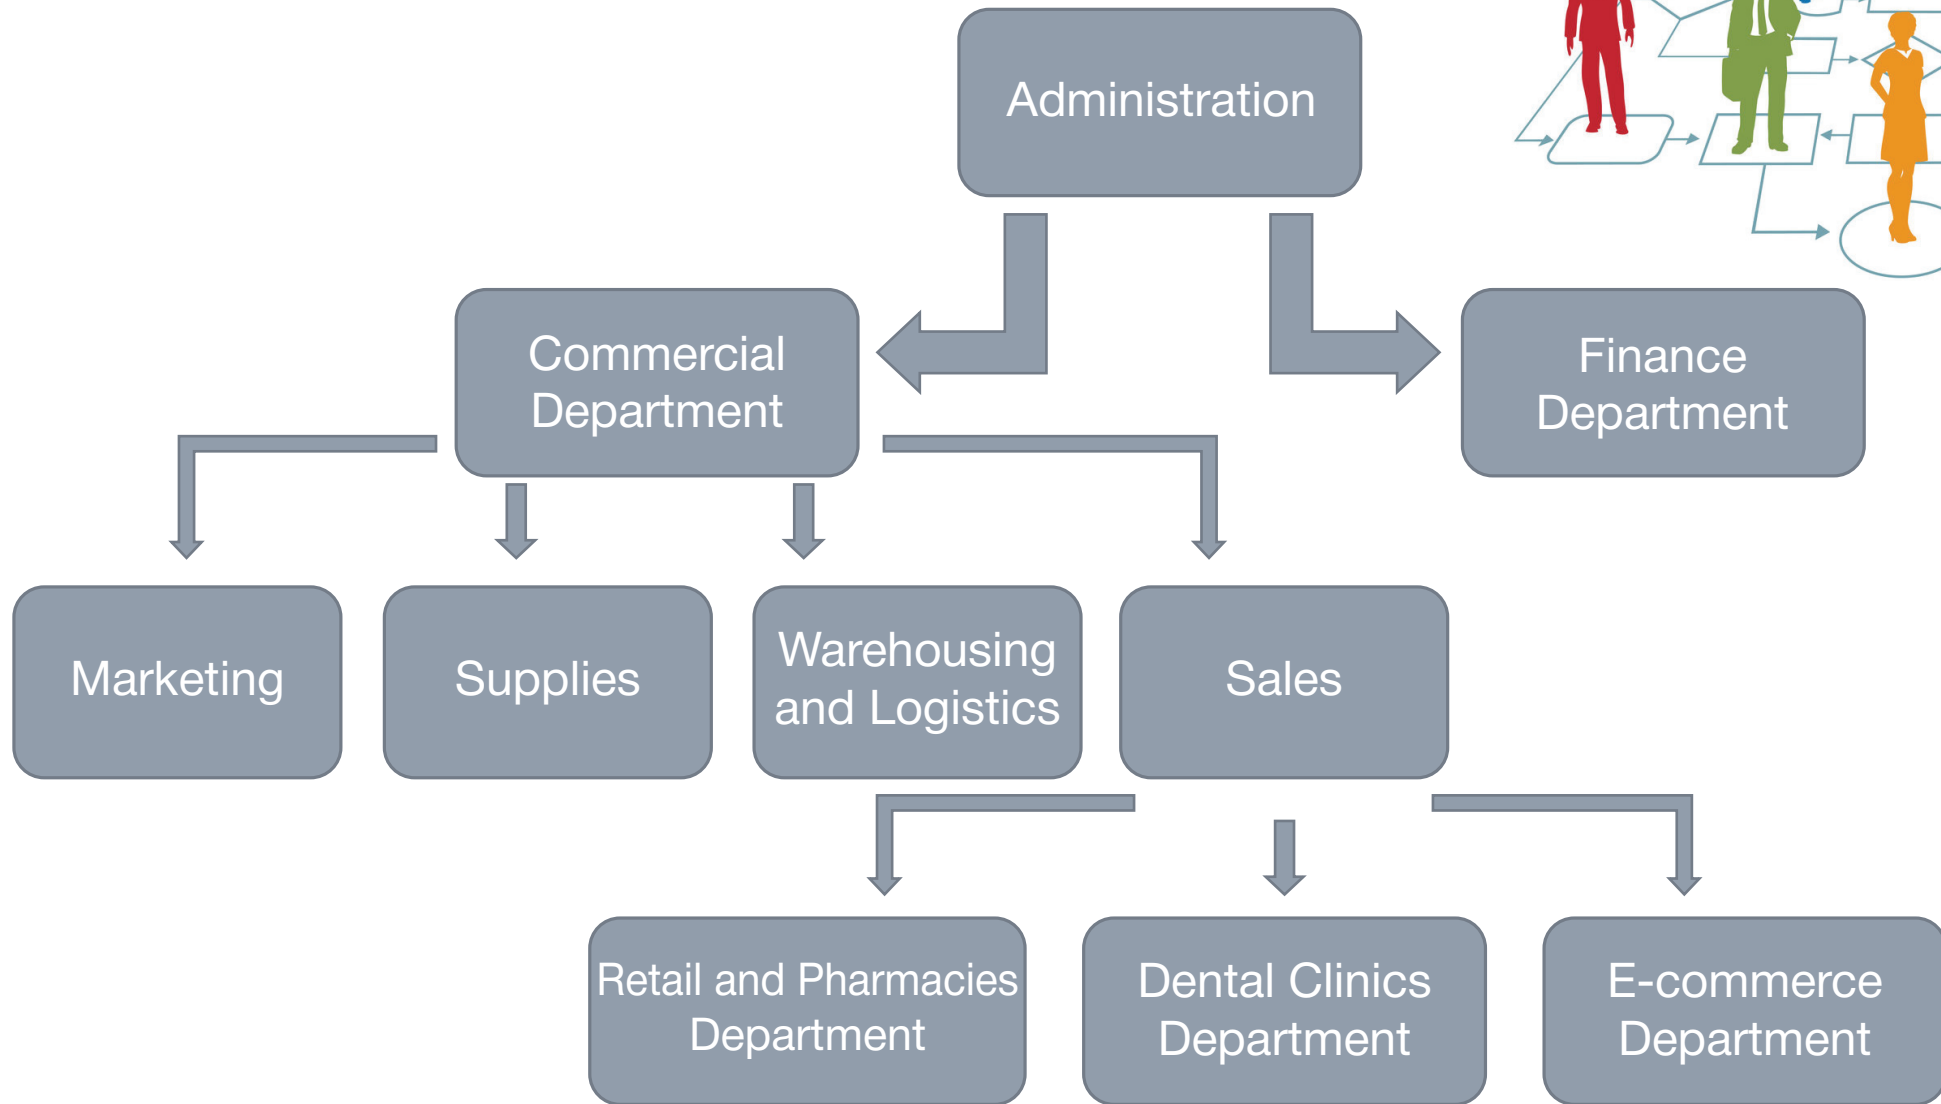 Administration
Commercial
Department
Finance
Department
Marketing
Supplies
Warehousing
and Logistics
Sales
Retail and Pharmacies
Department
Dental Clinics
Department
E-commerce
Department